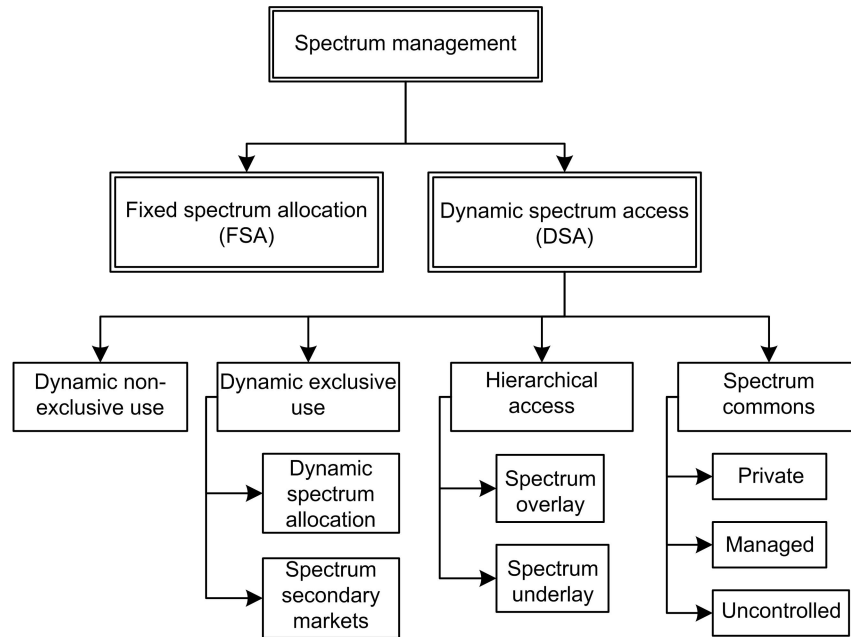 Spectrum management
Fixed spectrum allocation
(FSA)
Dynamic spectrum access
(DSA)
Dynamic non-
exclusive use
Dynamic exclusive
use
Hierarchical
access
Spectrum
commons
Dynamic
spectrum
allocation
Spectrum
secondary
markets
Spectrum
overlay
Spectrum
underlay
Private
Managed
Uncontrolled